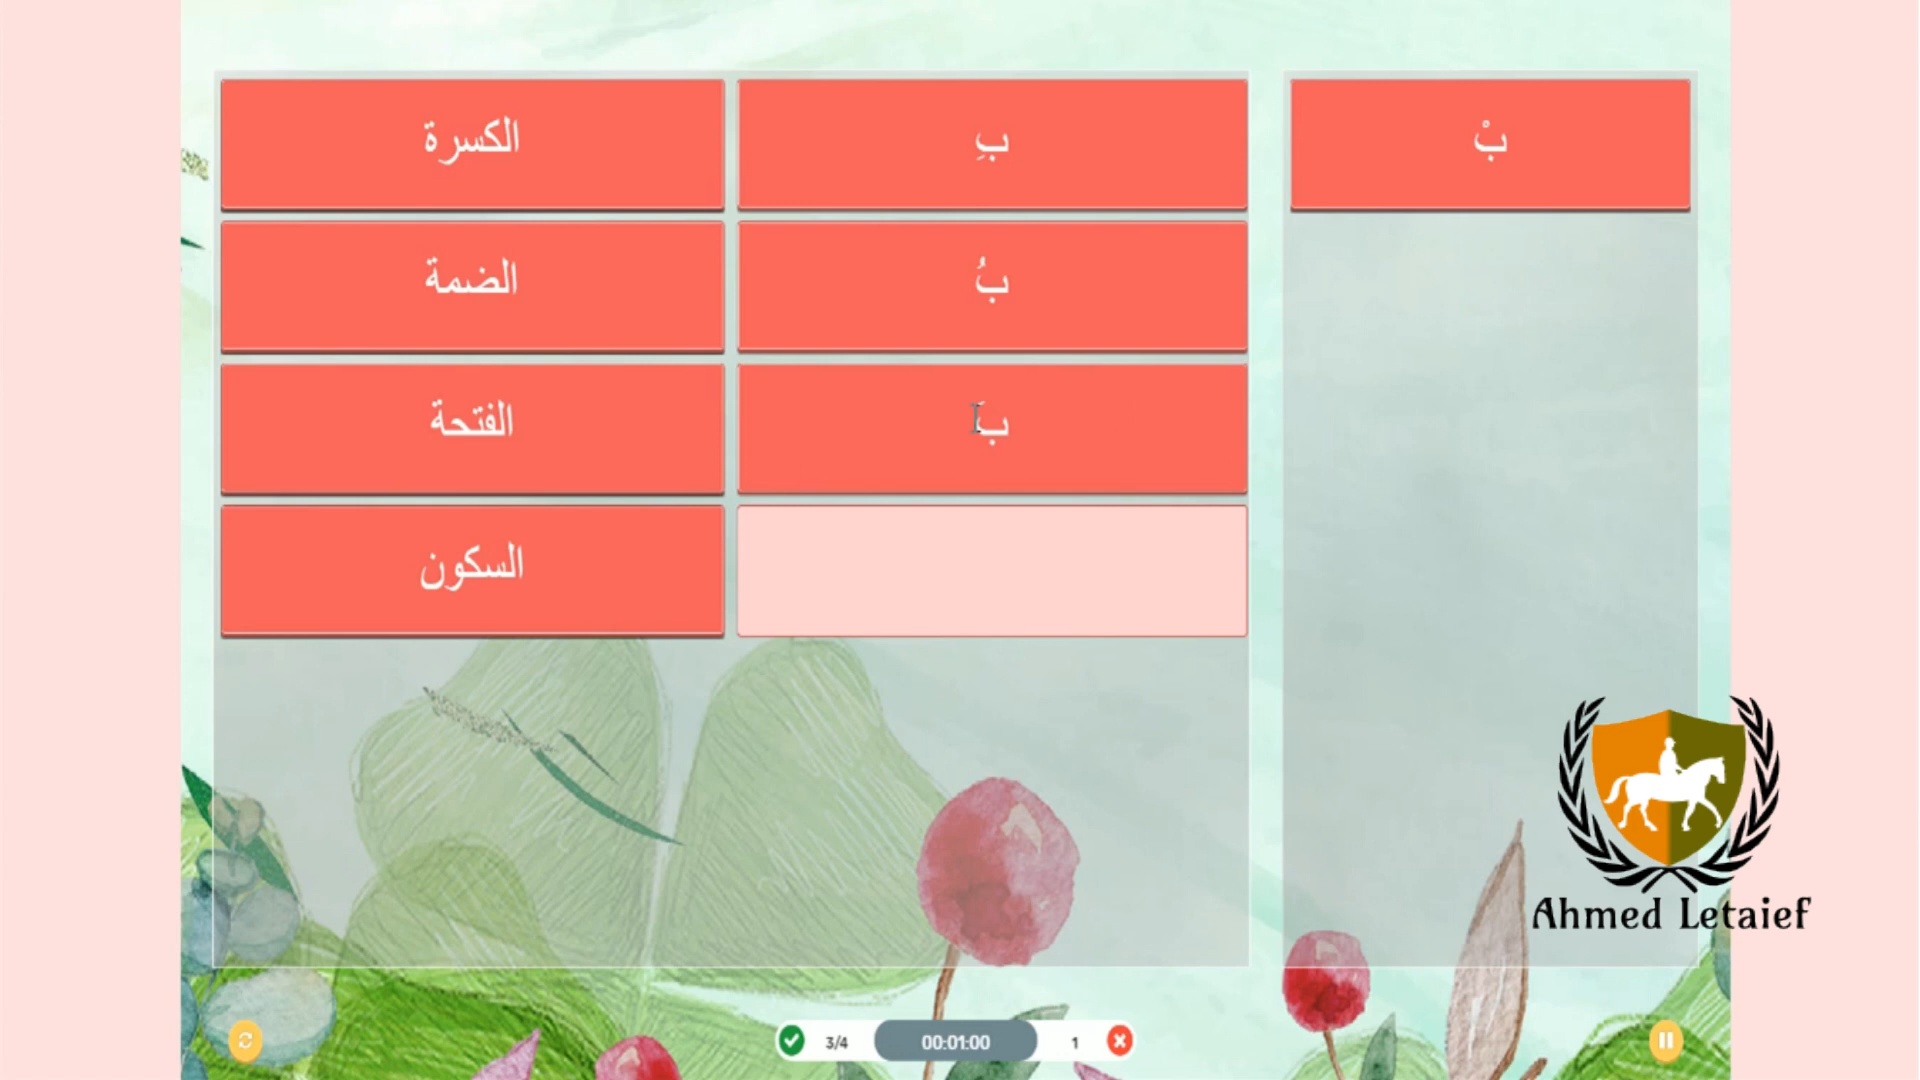 الكسرة
بِ
بْ
الضمة
بُ
الفتحة
بَ
السكون
Ahmed Letaief
3/4
00:01:00
1